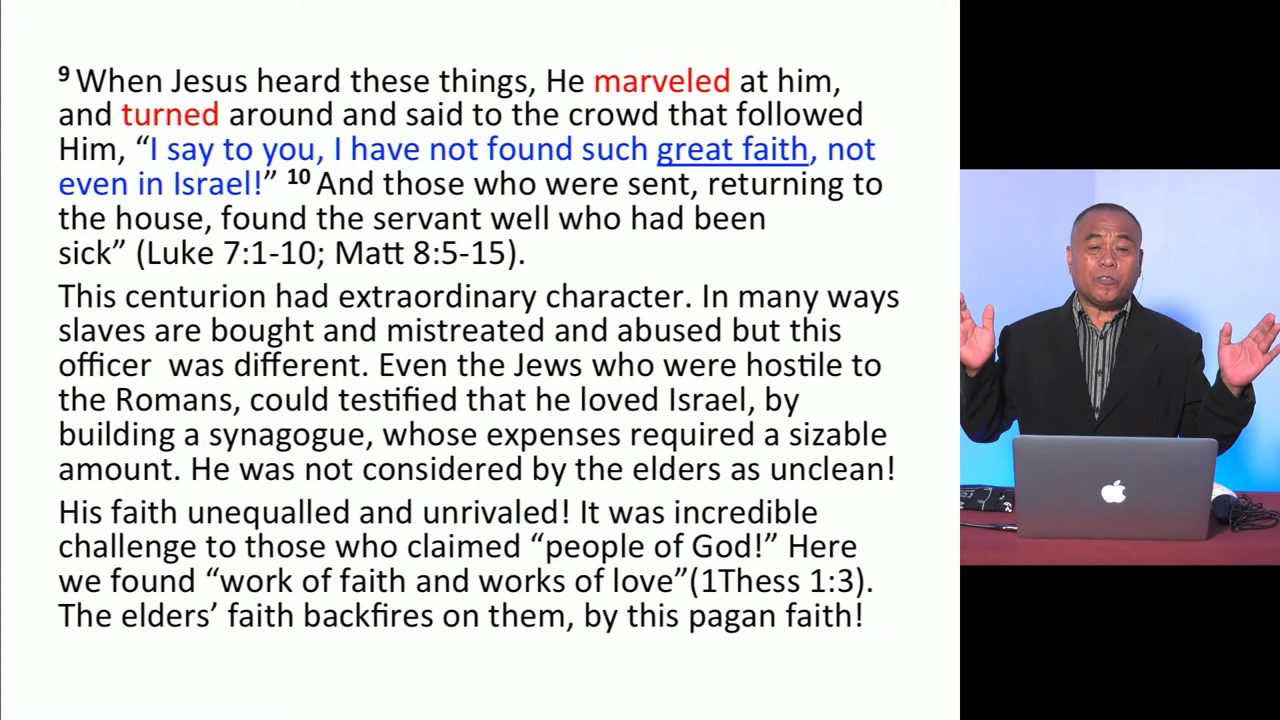 9 When Jesus heard these things, He marveled at him,
and turned around and said to the crowd that followed
Him, “I say to you, I have not found such great faith, not
even in Israel!” 10 And those who were sent, returning to
the house, found the servant well who had been
sick” (Luke 7:1-10; Matt 8:5-15).
This centurion had extraordinary character. In many ways
slaves are bought and mistreated and abused but this
officer  was different. Even the Jews who were hostile to
the Romans, could testified that he loved Israel, by
building a synagogue, whose expenses required a sizable
amount. He was not considered by the elders as unclean!
His faith unequalled and unrivaled! It was incredible
challenge to those who claimed “people of God!” Here
we found “work of faith and works of love”(1Thess 1:3).
The elders’ faith backfires on them, by this pagan faith!